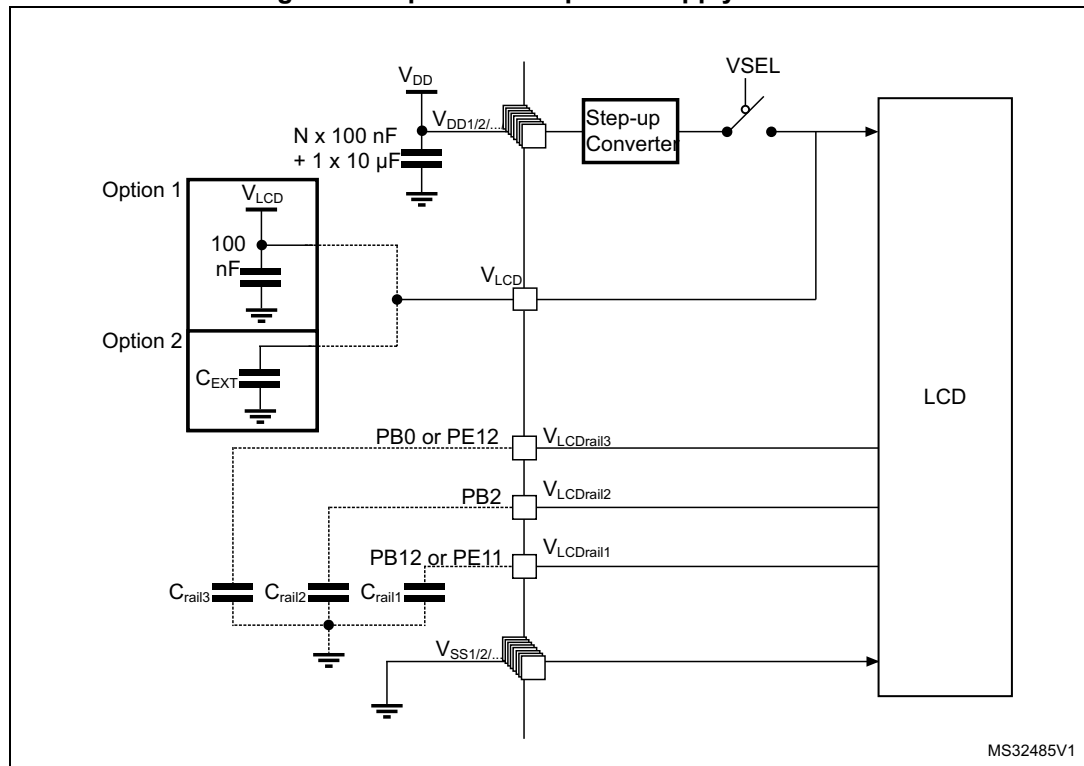 VDD
VSEL
VDD1/2/...
Step-up
Converter
N x 100 nF
+ 1 x 10 µF
Option 1
VLCD
100
nF
VLCD
Option 2
CEXT
LCD
PB0 or PE12
VLCDrail3
PB2
VLCDrail2
PB12 or PE11
VLCDrail1
Crail3
Crail2
Crail1
VSS1/2/...
MS32485V1